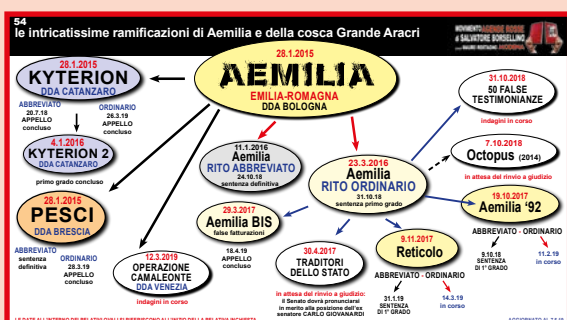 54
le intricatissime ramificazioni di Aemilia e della cosca Grande Aracri
MOVIMENTO AGENDE ROSSE
di SALVATORE BORSELLINO
MAURO ROSTAGNO MODENA
28.1.2015
AEMILIA
EMILIA-ROMAGNA
DDA BOLOGNA
28.1.2015
KYTERION
DDA CATANZARO
ABBREVIATO
20.7.18
APPELLO
concluso
ORDINARIO
26.3.19
APPELLO
concluso
4.1.2016
KYTERION 2
DDA CATANZARO
primo grado concluso
28.1.2015
PESCI
DDA BRESCIA
ABBREVIATO
sentenza
definitiva
ORDINARIO
28.3.19
APPELLO
concluso
12.3.2019
OPERAZIONE
CAMALEONTE
DDA VENEZIA
indagini in corso
11.1.2016
Aemilia
RITO ABBREVIATO
24.10.18
sentenza definitiva
23.3.2016
Aemilia
RITO ORDINARIO
31.10.18
sentenza primo grado
29.3.2017
Aemilia BIS
false fatturazioni
18.4.19
APPELLO
concluso
30.4.2017
TRADITORI
DELLO STATO
in attesa del rinvio a giudizio:
il Senato dovrà pronunciarsi
in merito alla posizione dell'ex
senatore CARLO GIOVANARDI
9.11.2017
Reticolo
ABBREVIATO - ORDINARIO
31.1.19
SENTENZA
DI 1° GRADO
14.3.19
in corso
31.10.2018
50 FALSE
TESTIMONIANZE
indagini in corso
7.10.2018
Octopus (2014)
in attesa del rinvio a giudizio
19.10.2017
Aemilia '92
ABBREVIATO - ORDINARIO
9.10.18
SENTENZA
DI 1° GRADO
11.2.19
in corso